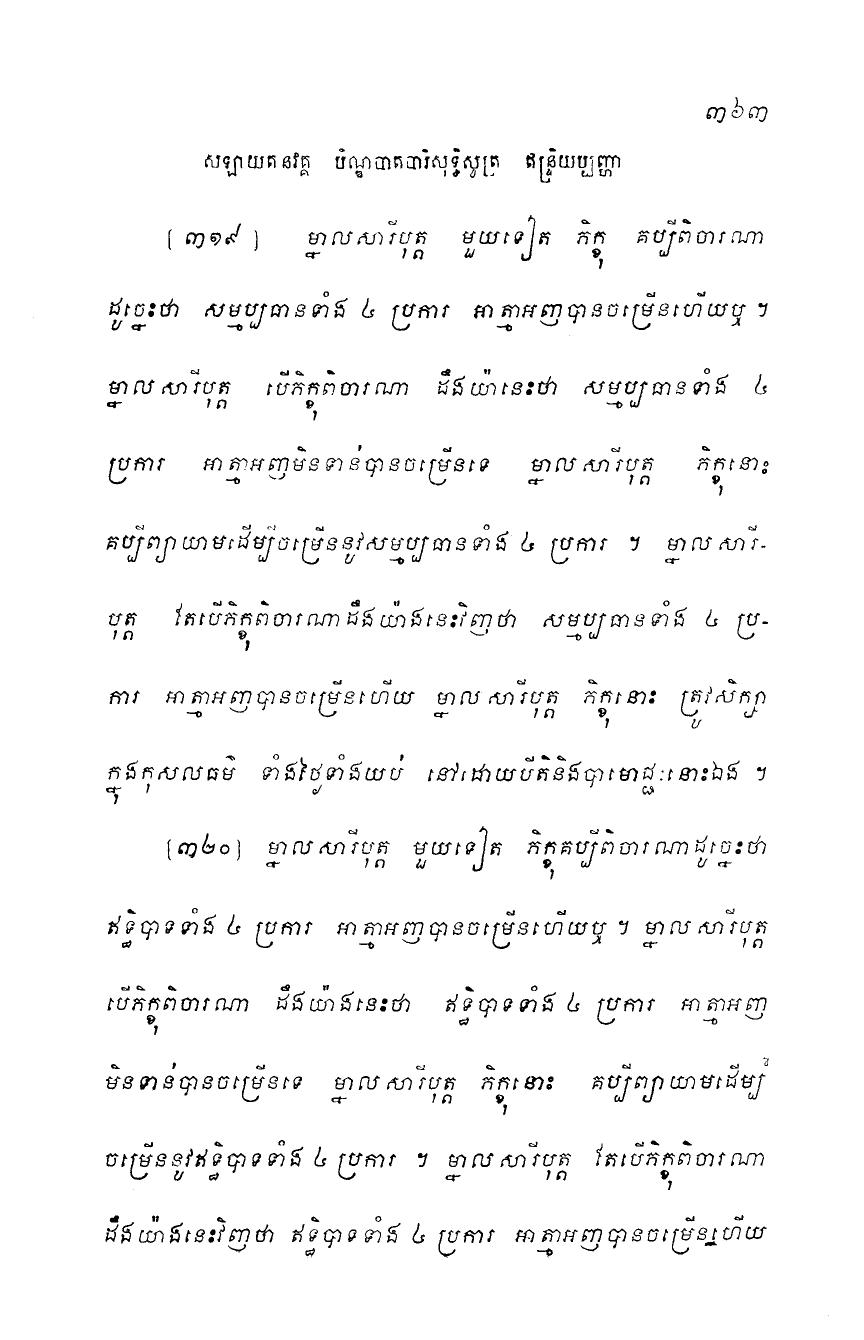 ៣៦៣
សឡាយតនវគ្គ បិណ្ឌបាតបារិសុទ្ធិសូត្រ ឥន្ទ្រិយប្បញ្ហា
[៣១៩] ម្នាលសារីបុត្ត មួយទៀត ភិក្ខុ គប្បីពិចារណា
ដូច្នេះថា សម្មប្បធានទាំង ៤ ប្រការ អាត្មាអញបានចម្រើនហើយឬ ។
ម្នាលសារីបុត្ត បើភិក្ខុពិចារណា ដឹងយ៉ានេះថា សម្មប្បធានទាំង ៤
ប្រការ អាត្មាអញមិនទាន់បានចម្រើនទេ ម្នាលសារីបុត្ត ភិក្ខុនោះ
គប្បីព្យាយាមដើម្បីចម្រើននូវសម្មប្បធានទាំង ៤ ប្រការ ។ ម្នាលសារី-
បុត្ត តែបើភិក្ខុពិចារណាដឹងយ៉ាងនេះវិញថា សម្មប្បធានទាំង ៤ ប្រ-
ការ អាត្មាអញបានចម្រើនហើយ ម្នាលសារីបុត្ត ភិក្ខុនោះ ត្រូវសិក្សា
ក្នុងកុសលធម៌ ទាំងថ្ងៃទាំងយប់ នៅដោយបីតិនិងបាមោជ្ជៈនោះឯង ។
[៣២០] ម្នាលសារីបុត្ត មួយទៀត ភិក្ខុគប្បីពិចារណាដូច្នេះថា
ឥទ្ធិបាទទាំង ៤ ប្រការ អាត្មាអញបានចម្រើនហើយឬ ។ ម្នាលសារីបុត្ត
បើភិក្ខុពិចារណា ដឹងយ៉ាងនេះថា ឥទ្ធិបាទទាំង ៤ ប្រការ អាត្មាអញ
មិនទាន់បានចម្រើនទេ ម្នាលសារីបុត្ត ភិក្ខុនោះ គប្បីព្យាយាមដើម្បី
ចម្រើននូវឥទ្ធិបាទទាំង ៤ ប្រការ ។ ម្នាលសារីបុត្ត តែបើភិក្ខុពិចារណា
ដឹងយ៉ាងនេះវិញថា ឥទ្ធិបាទទាំង ៤ ប្រការ អាត្មាអញបានចម្រើនហើយ